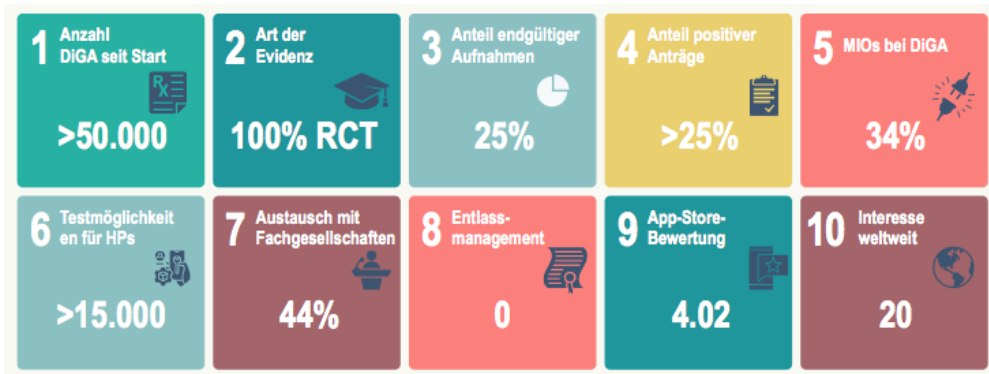 1 Anzahl
DiGA seit Start
RX
>50.000
2 Art der
Evidenz
100% RCT
3 Anteil endgültiger
Aufnahmen
25%
4 Anteil positiver
Anträge
>25%
5 MIOs bei DiGA
34%
6 Testmöglichkeit
en für HPs
>15.000
7 Austausch mit
Fachgesellschaften
44%
8 Entlass-
management
0
9 App-Store-
Bewertung
4.02
10 Interesse
weltweit
20